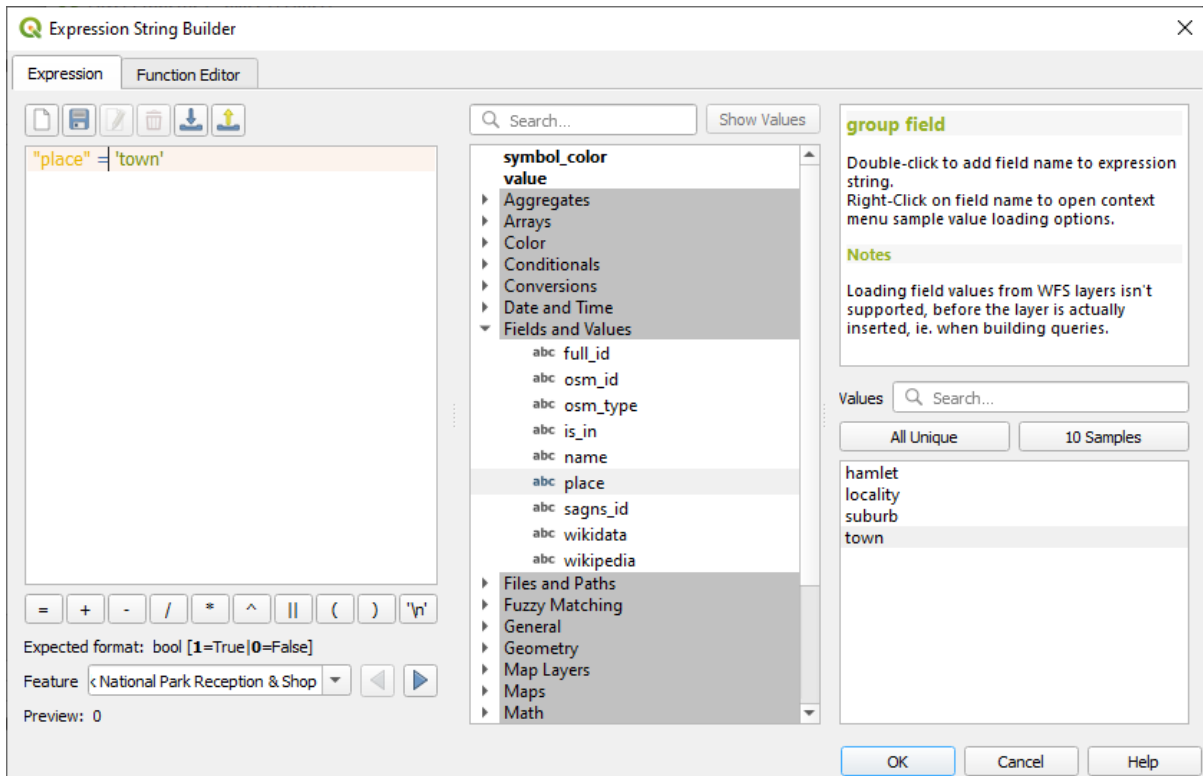 Expression String Builder
Expression
Function Editor
"place" = 'town'
= + - / * ^ || ( ) '\n'
Expected format: bool [1=True|0=False]
Feature
National Park Reception & Shop
Preview: 0
Search...
Show Values
symbol_color
value
Aggregates
Arrays
Color
Conditionals
Conversions
Date and Time
Fields and Values
abc full_id
abc osm_id
abc osm_type
abc is_in
abc name
abc place
abc sagns_id
abc wikidata
abc wikipedia
Files and Paths
Fuzzy Matching
General
Geometry
Map Layers
Maps
Math
group field
Double-click to add field name to expression
string.
Right-Click on field name to open context
menu sample value loading options.
Notes
Loading field values from WFS layers isn't
supported, before the layer is actually
inserted, ie. when building queries.
Values
Search...
All Unique
10 Samples
hamlet
locality
suburb
town
OK
Cancel
Help